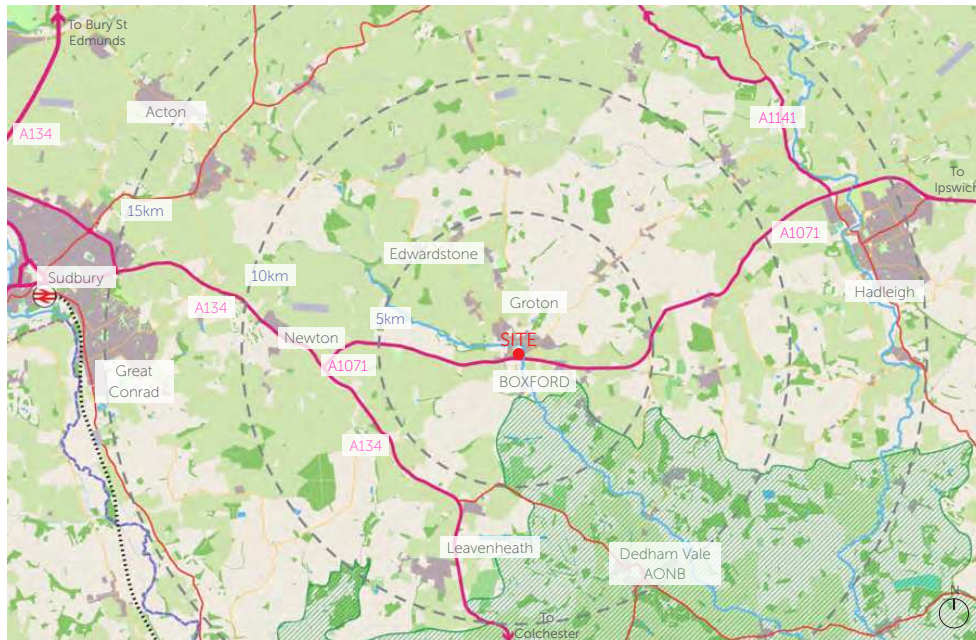 To Bury St
Edmunds
Acton
A134
A1141
To
Ipswich
15km
Edwardstone
A1071
10km
Sudbury
Hadleigh
A134
Groton
5km
Newton
SITE
A1071
Great
Conrad
BOXFORD
A134
Leavenheath
Dedham Vale
AONB
N
To
Colchester